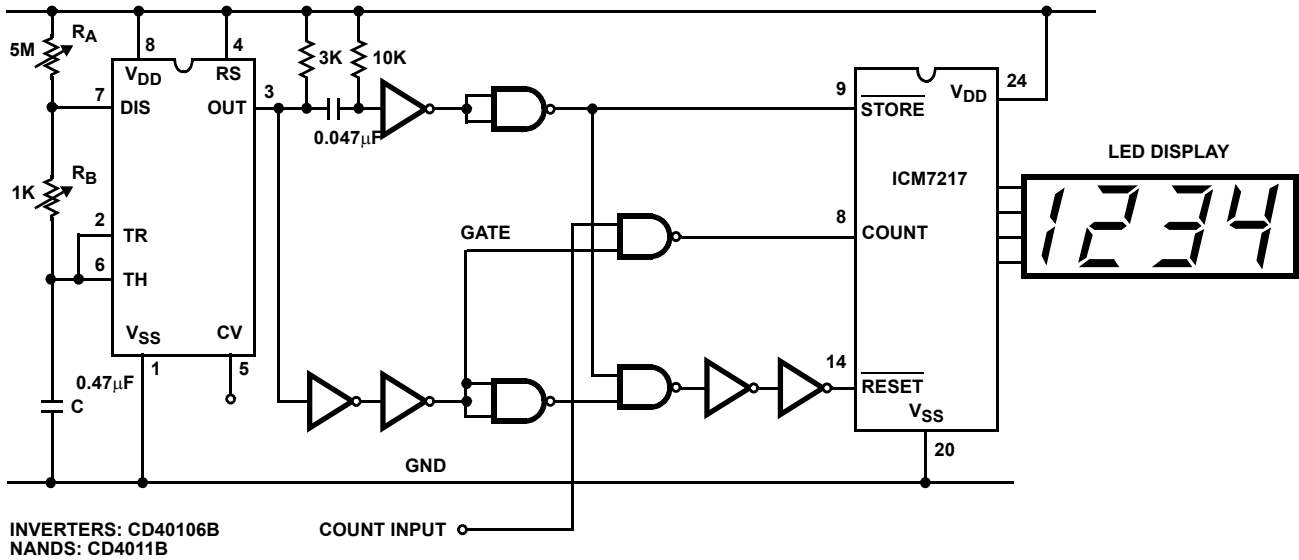 5M
RA
8
4
3K
10K
24
VDD
RS
VDD
7
DIS
OUT
3
9
STORE
0.047µF
LED DISPLAY
ICM7217
1K
RB
2
TR
GATE
8
COUNT
1234
6
TH
VSS
CV
1
5
14
RESET
0.47µF
C
VSS
20
GND
COUNT INPUT
INVERTERS: CD40106B
NANDS: CD4011B